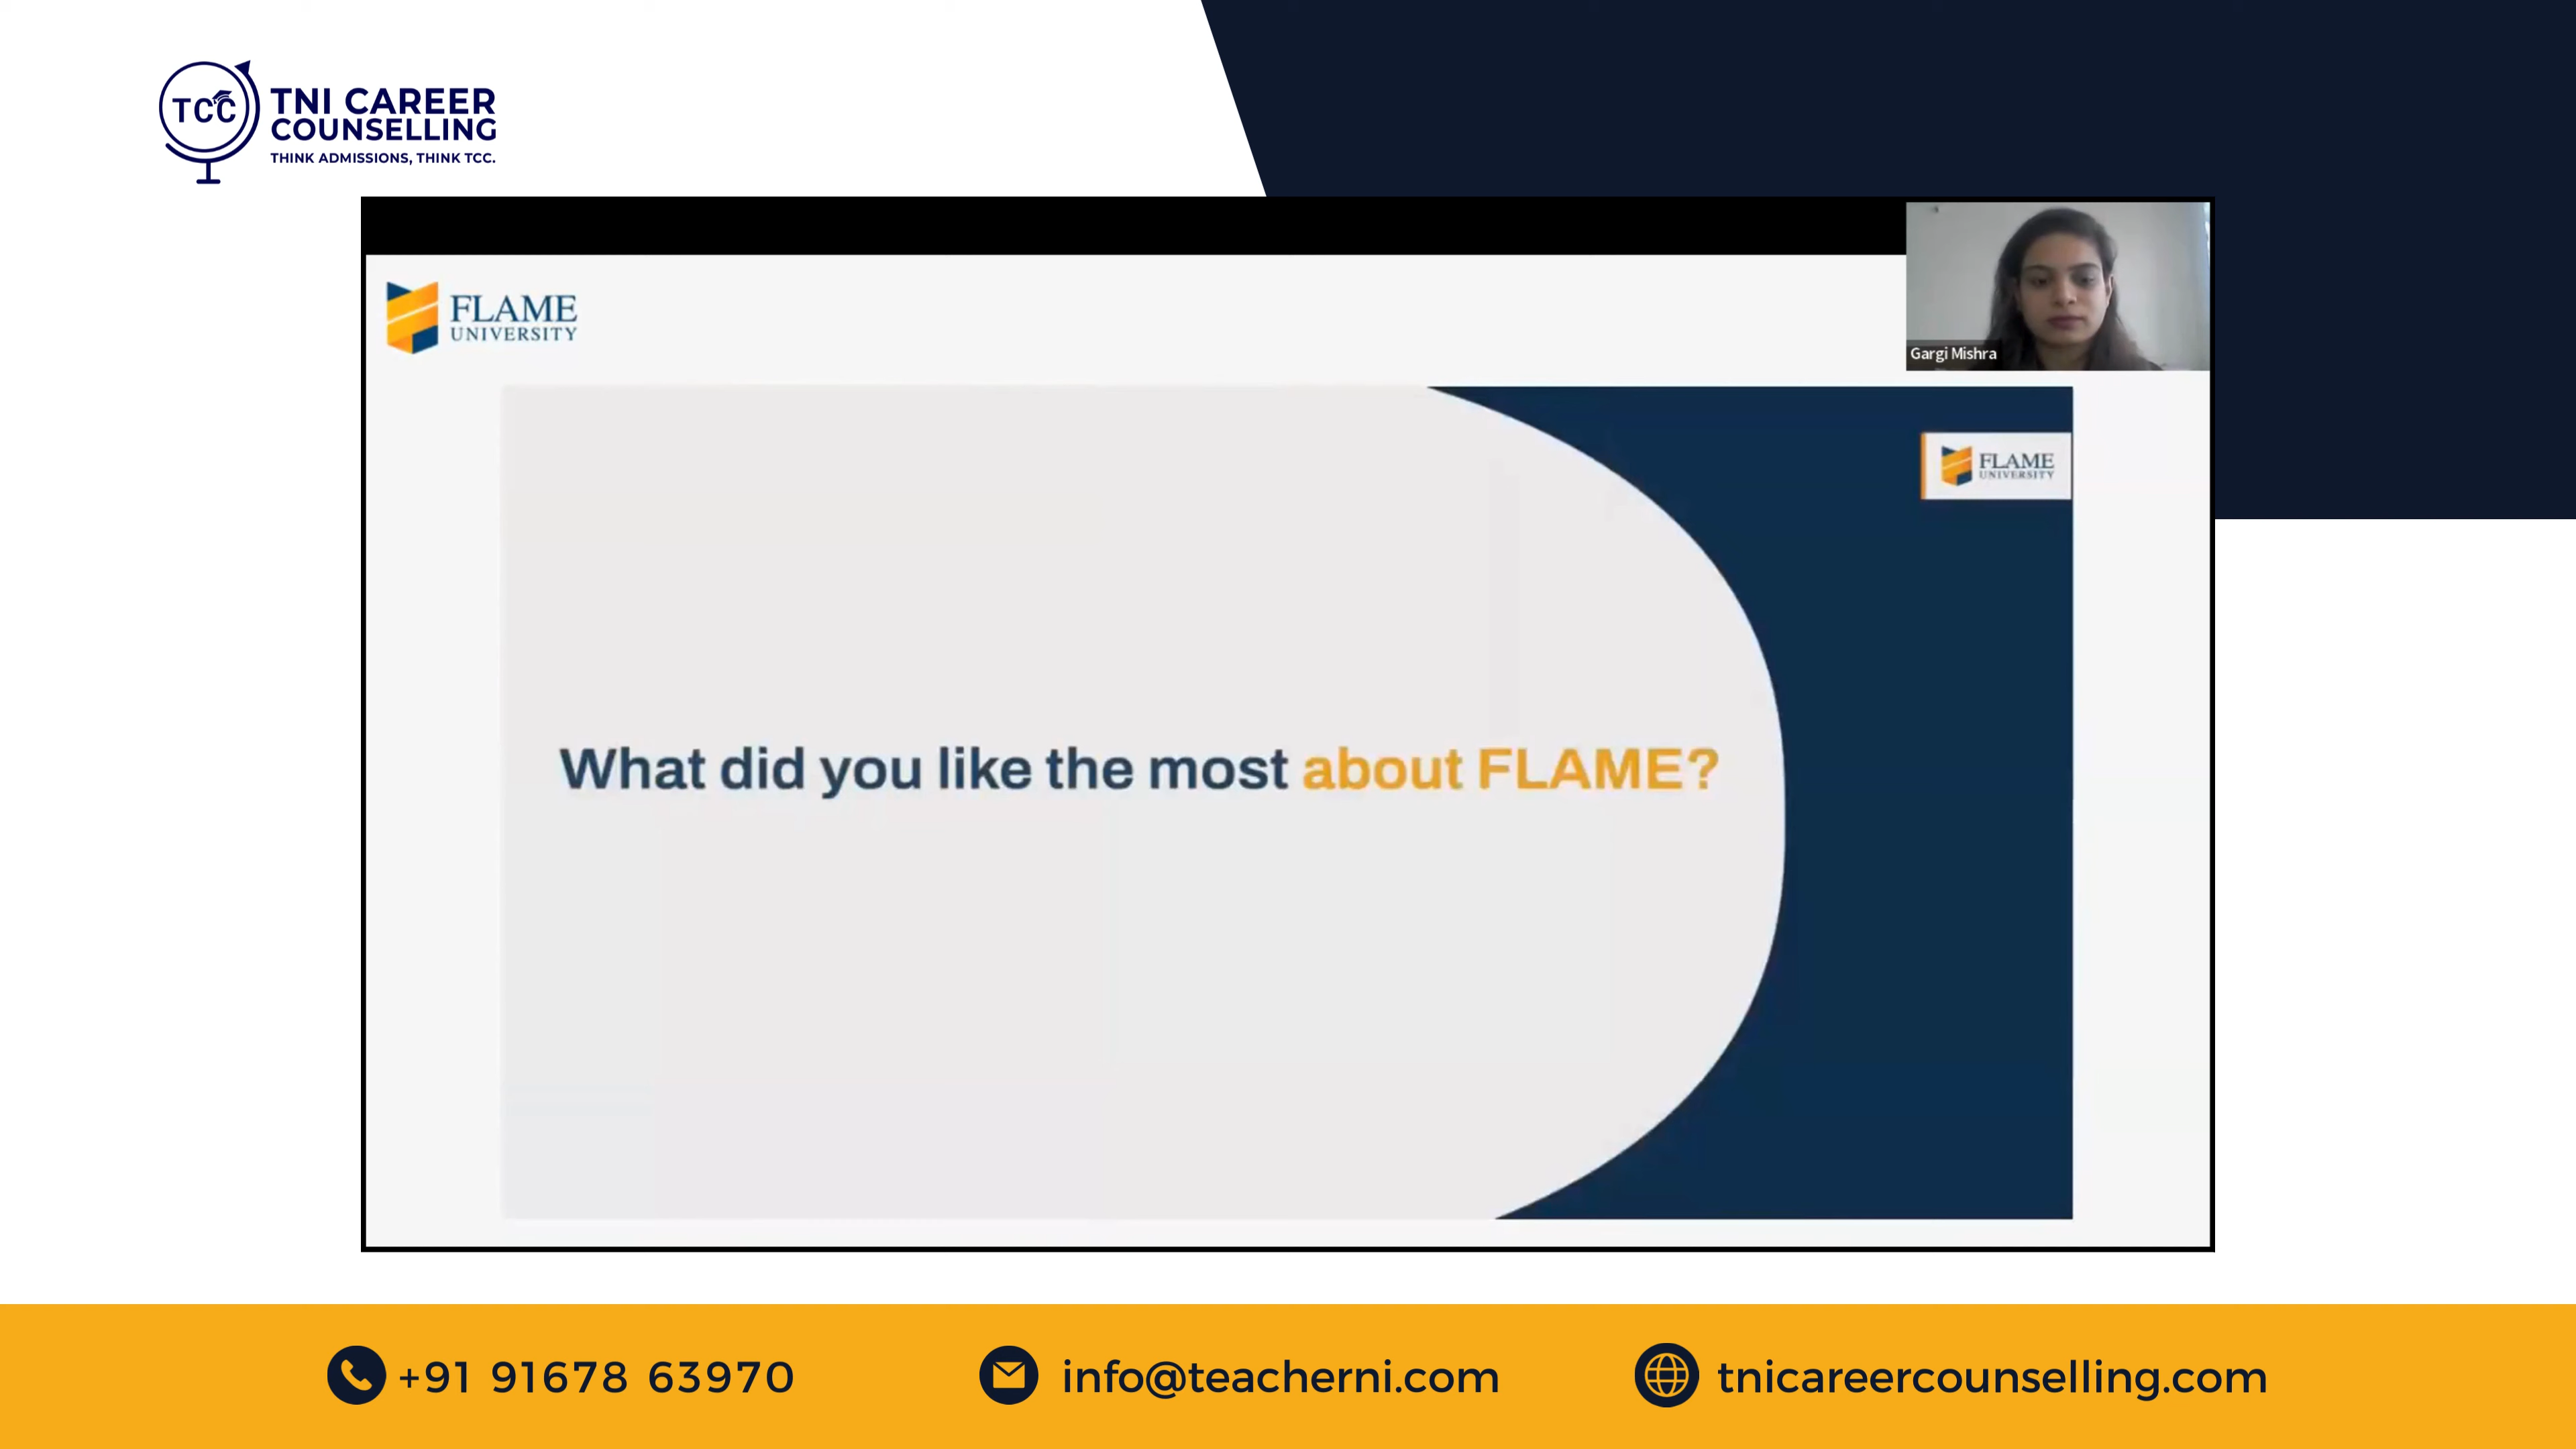 TCC
TNI CAREER
COUNSELLING
THINK ADMISSIONS, THINK TCC.
FLAME
UNIVERSITY
Gargi Mishra
FLAME
UNIVERSITY
What did you like the most about FLAME?
+91 91678 63970
info@teacherni.com
tnicareercounselling.com